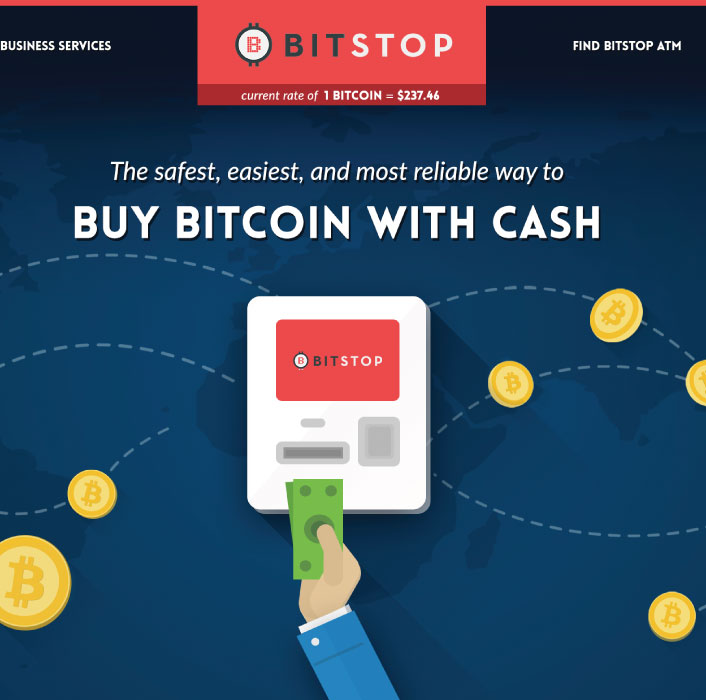 BUSINESS SERVICES
BITSTOP
FIND BITSTOP ATM
current rate of 1 BITCOIN = $237.46
The safest, easiest, and most reliable way to
BUY BITCOIN WITH CASH
BITSTOP